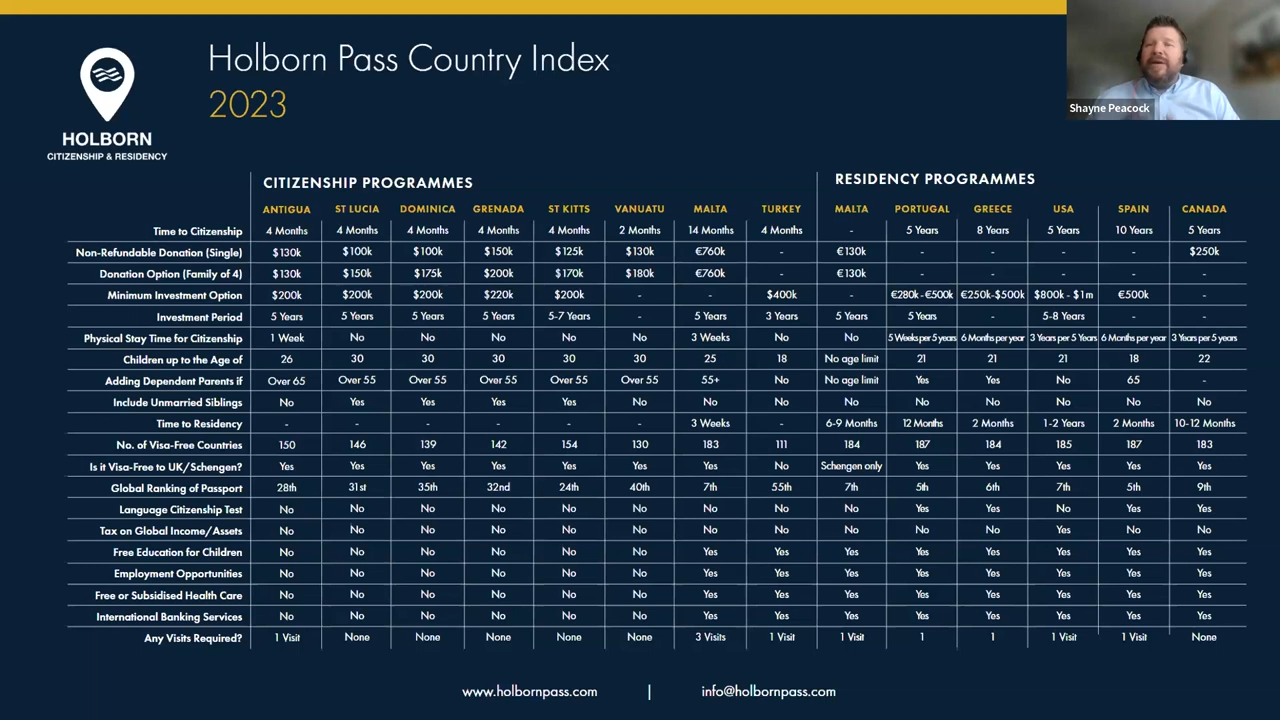 Holborn Pass Country Index
2023
HOLBORN
CITIZENSHIP & RESIDENCY
Shayne Peacock
CITIZENSHIP PROGRAMMES RESIDENCY PROGRAMMES
ANTIGUA ST LUCIA DOMINICA GRENADA ST KITTS VANUATU MALTA TURKEY MALTA PORTUGAL GREECE USA SPAIN CANADA
Time to Citizenship 4 Months 4 Months 4 Months 4 Months 4 Months 2 Months 14 Months 4 Months - 5 Years 8 Years 5 Years 10 Years 5 Years
Non-Refundable Donation (Single) $130k $100k $100k $150k $125k $130k €760k - €130k - - - - $250k
Donation Option (Family of 4) $130k $150k $175k $200k $170k $180k €760k - €130k - - - - -
Minimum Investment Option $200k $200k $200k $220k $200k - - $400k - €280k-€500k €250k-$500k $800k - $1m €500k -
Investment Period 5 Years 5 Years 5 Years 5 Years 5-7 Years - 5 Years 3 Years 5 Years 5 Years - 5-8 Years - -
Physical Stay Time for Citizenship 1 Week No No No No No 3 Weeks No No 5 Weeks per 5 years 6 Months per year 3 Years per 5 Years 6 Months per year 3 Years per 5 years
Children up to the Age of 26 30 30 30 30 30 25 18 No age limit 21 21 21 18 22
Adding Dependent Parents if Over 65 Over 55 Over 55 Over 55 Over 55 Over 55 55+ No No age limit Yes Yes No 65 -
Include Unmarried Siblings No Yes Yes Yes Yes No No No No No No No No No
Time to Residency - - - - - - 3 Weeks - 6-9 Months 12 Months 2 Months 1-2 Years 2 Months 10-12 Months
No. of Visa-Free Countries 150 146 139 142 154 130 183 111 184 187 184 185 187 183
Is it Visa-Free to UK/Schengen? Yes Yes Yes Yes Yes Yes Yes No Schengen only Yes Yes Yes Yes Yes
Global Ranking of Passport 28th 31st 35th 32nd 24th 40th 7th 55th 7th 5th 6th 7th 5th 9th
Language Citizenship Test No No No No No No No No No Yes Yes No Yes Yes
Tax on Global Income/Assets No No No No No No No No No No No Yes No No
Free Education for Children No No No No No No Yes Yes Yes Yes Yes Yes Yes Yes
Employment Opportunities No No No No No No Yes Yes Yes Yes Yes Yes Yes Yes
Free or Subsidised Health Care No No No No No No Yes Yes Yes Yes Yes Yes Yes Yes
International Banking Services No No No No No No Yes Yes Yes Yes Yes Yes Yes Yes
Any Visits Required? 1 Visit None None None None None 3 Visits 1 Visit 1 Visit 1 1 1 Visit 1 Visit None
www.holbornpass.com | info@holbornpass.com